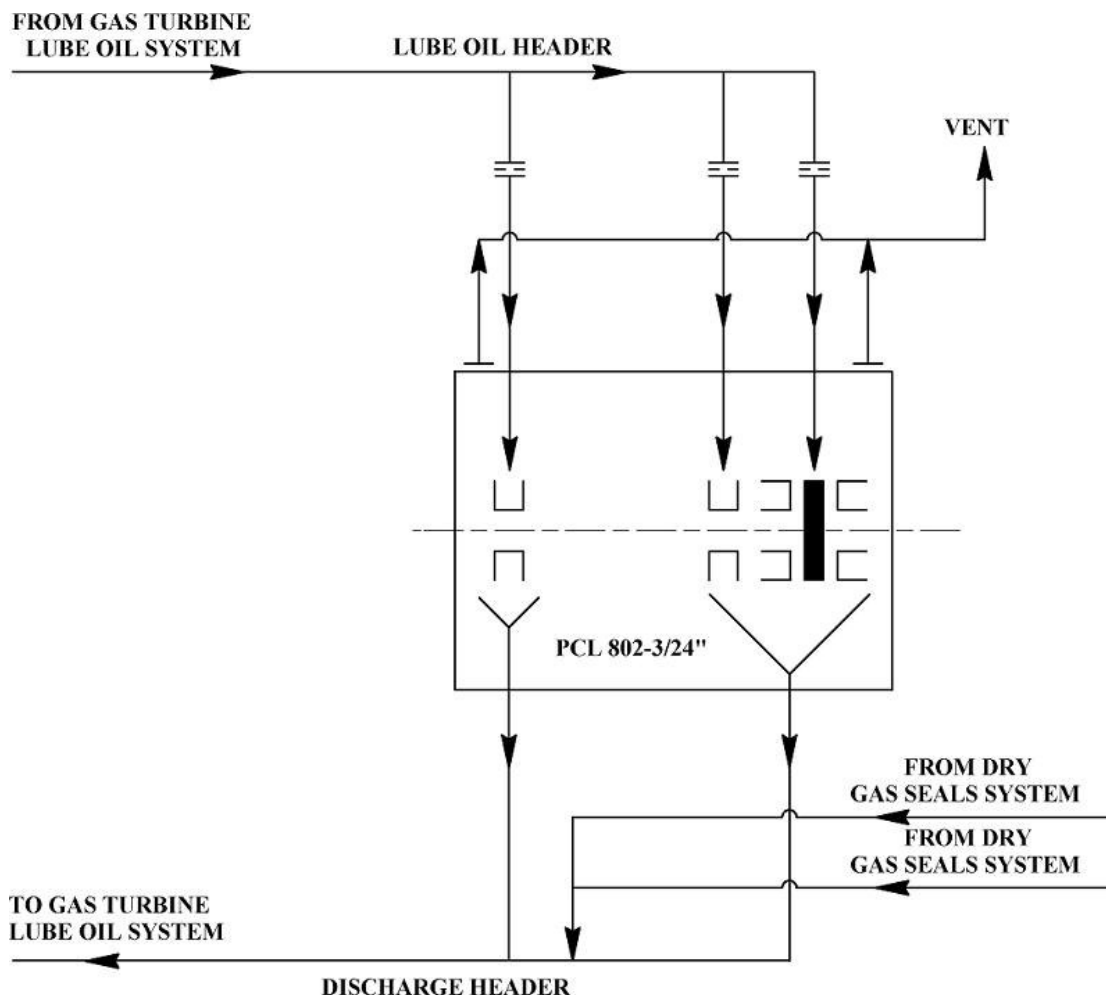 FROM GAS TURBINE
LUBE OIL SYSTEM
LUBE OIL HEADER
VENT
PCL 802-3/24"
FROM DRY
GAS SEALS SYSTEM
FROM DRY
GAS SEALS SYSTEM
TO GAS TURBINE
LUBE OIL SYSTEM
DISCHARGE HEADER